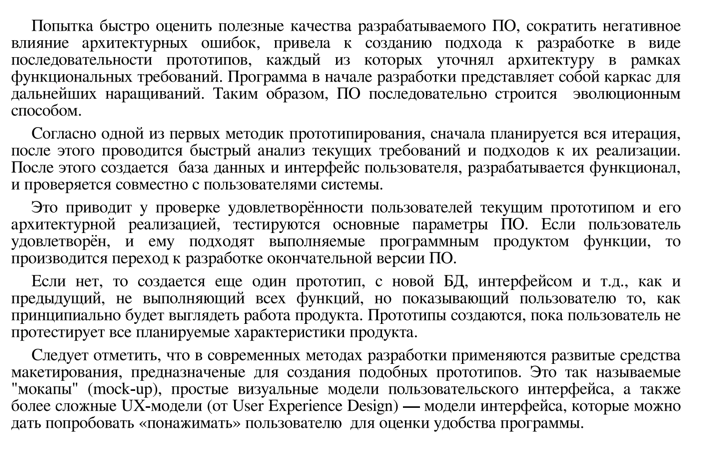 Попытка быстро оценить полезные качества разрабатываемого ПО, сократить негативное
влияние архитектурных ошибок, привела к созданию подхода к разработке в виде
последовательности прототипов, каждый из которых уточнял архитектуру в рамках
функциональных требований. Программа в начале разработки представляет собой каркас для
дальнейших наращиваний. Таким образом, ПО последовательно строится эволюционным
способом.
Согласно одной из первых методик прототипирования, сначала планируется вся итерация,
после этого проводится быстрый анализ текущих требований и подходов к их реализации.
После этого создается база данных и интерфейс пользователя, разрабатывается функционал,
и проверяется совместно с пользователями системы.
Это приводит у проверке удовлетворённости пользователей текущим прототипом и его
архитектурной реализацией, тестируются основные параметры ПО. Если пользователь
удовлетворён, и ему подходят выполняемые программным продуктом функции, то
производится переход к разработке окончательной версии ПО.
Если нет, то создается еще один прототип, с новой БД, интерфейсом и т.д., как и
предыдущий, не выполняющий всех функций, но показывающий пользователю то, как
принципиально будет выглядеть работа продукта. Прототипы создаются, пока пользователь не
протестирует все планируемые характеристики продукта.
Следует отметить, что в современных методах разработки применяются развитые средства
макетирования, предназначеные для создания подобных прототипов. Это так называемые
"мокапы" (mock-up), простые визуальные модели пользовательского интерфейса, а также
более сложные UX-модели (от User Experience Design) — модели интерфейса, которые можно
дать попробовать «понажимать» пользователю для оценки удобства программы.